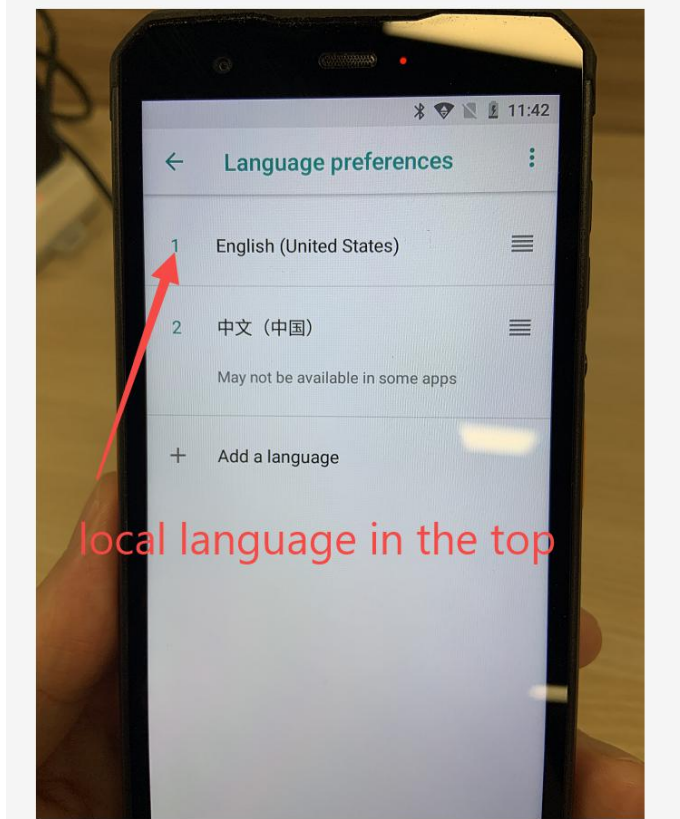 11:42
Language preferences
1 English (United States)
2 中文（中国）
May not be available in some apps
+ Add a language
local language in the top